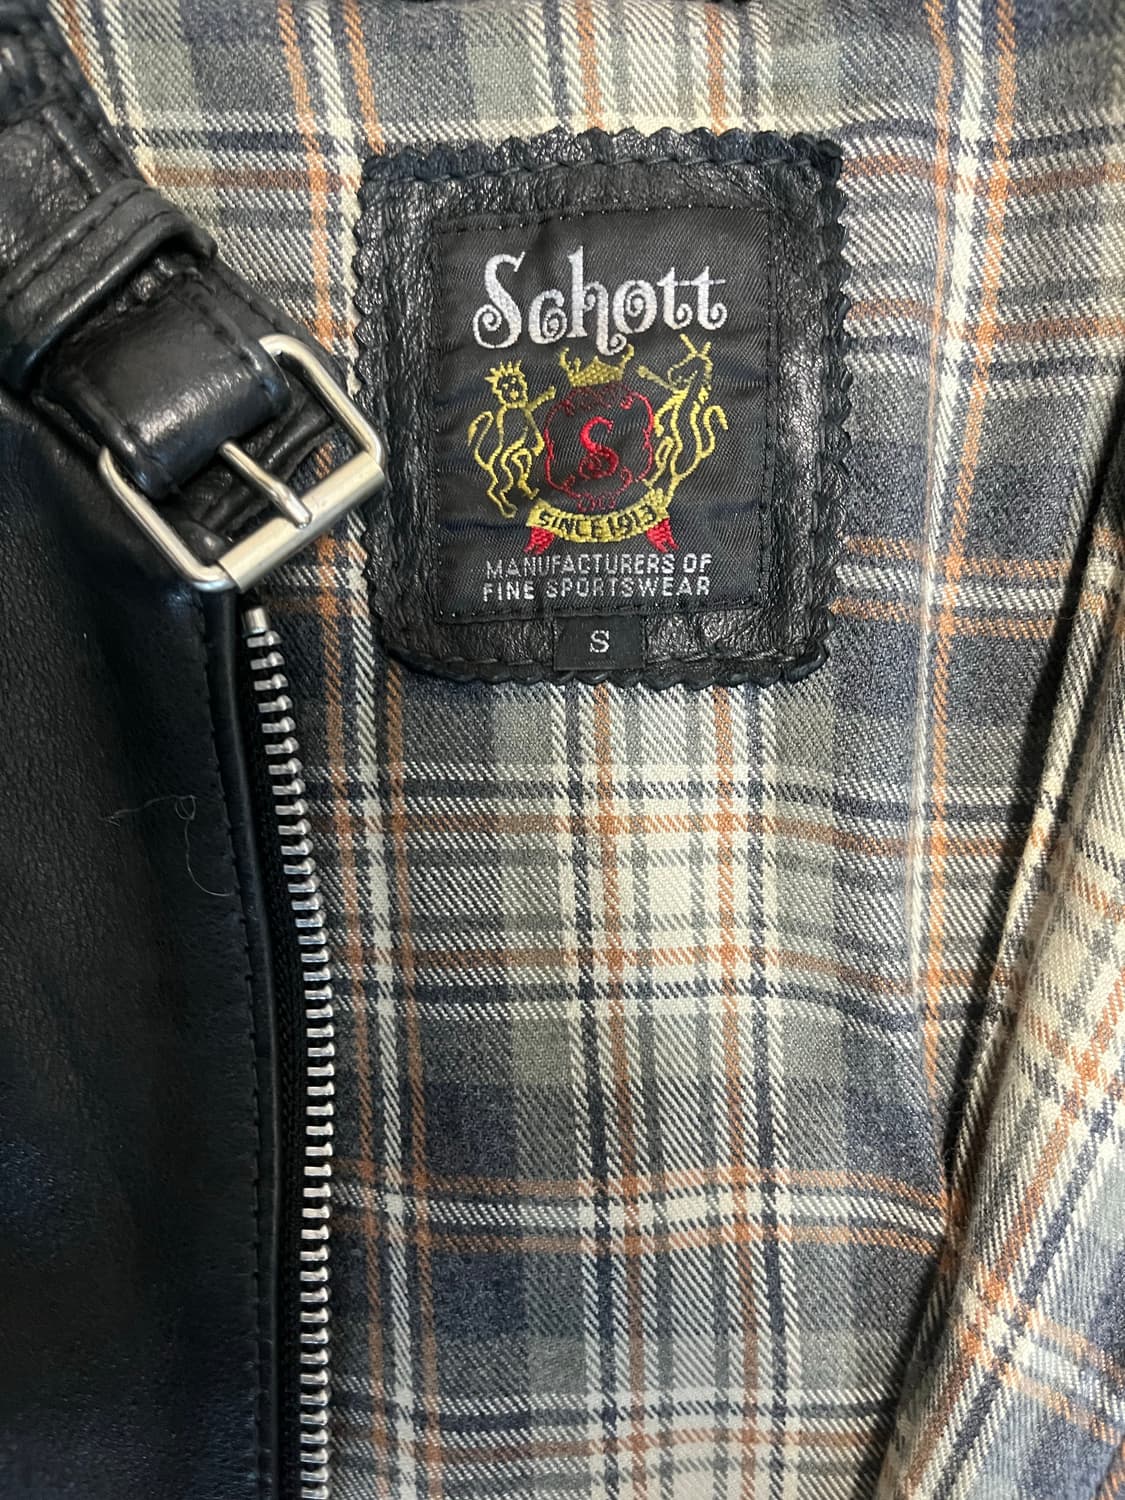 Schott
S
SINCE 1913
MANUFACTURERS OF
FINE SPORTSWEAR
S